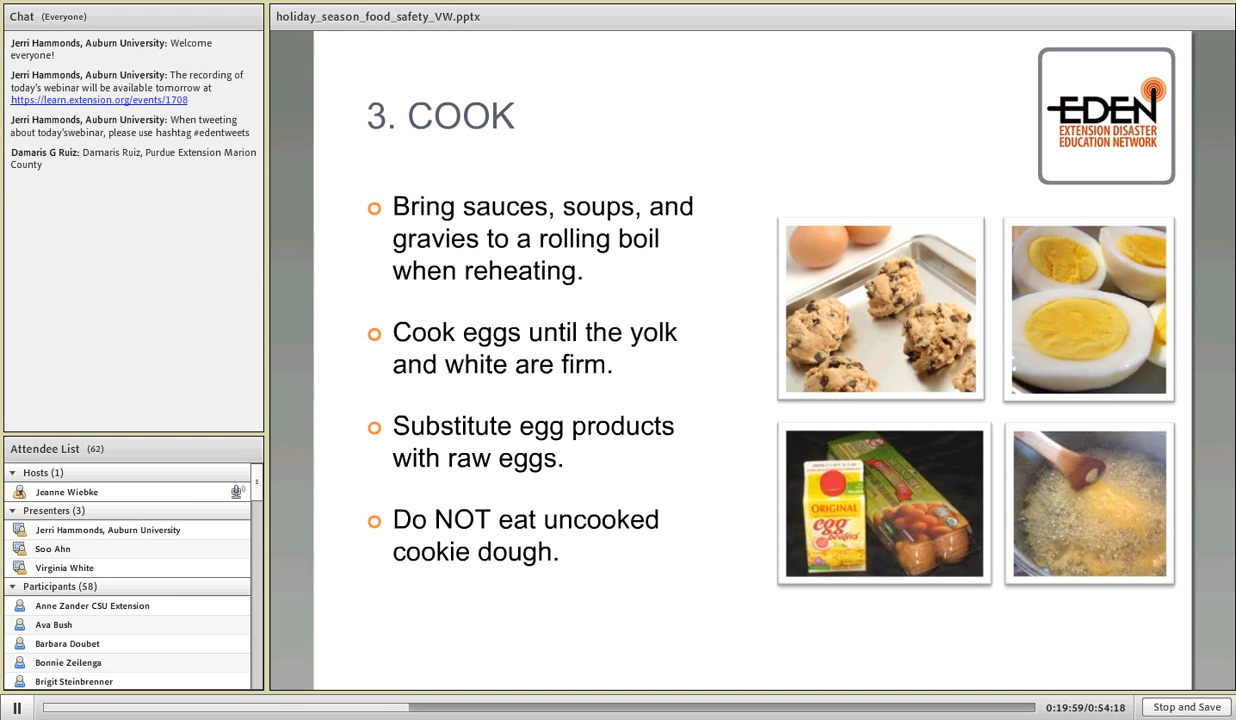 Chat (Everyone)
Jerri Hammonds, Auburn University: Welcome
everyone!
Jerri Hammonds, Auburn University: The recording of
today's webinar will be available tomorrow at
https://learn.extension.org/events/1708
Jerri Hammonds, Auburn University: When tweeting
about today'swebinar, please use hashtag #edentweets
Damaris G Ruiz: Damaris Ruiz, Purdue Extension Marion
County
Attendee List (62)
Hosts (1)
Jeanne Wiebke
Presenters (3)
Jerri Hammonds, Auburn University
Soo Ahn
Virginia White
Participants (58)
Anne Zander CSU Extension
Ava Bush
Barbara Doubet
Bonnie Zeilenga
Brigit Steinbrenner
holiday_season_food_safety_VW.pptx
3. COOK
EDEN
EXTENSION DISASTER
EDUCATION NETWORK
Bring sauces, soups, and
gravies to a rolling boil
when reheating.
Cook eggs until the yolk
and white are firm.
Substitute egg products
with raw eggs.
Do NOT eat uncooked
cookie dough.
ORIGINAL
egg
beaters
0:19:59/0:54:18
Stop and Save